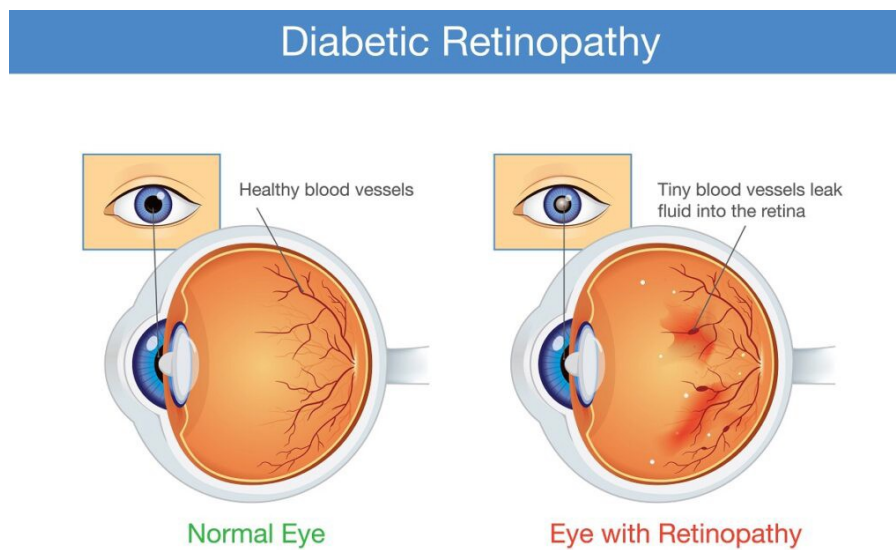 Diabetic Retinopathy
Healthy blood vessels
Tiny blood vessels leak
fluid into the retina
Normal Eye
Eye with Retinopathy